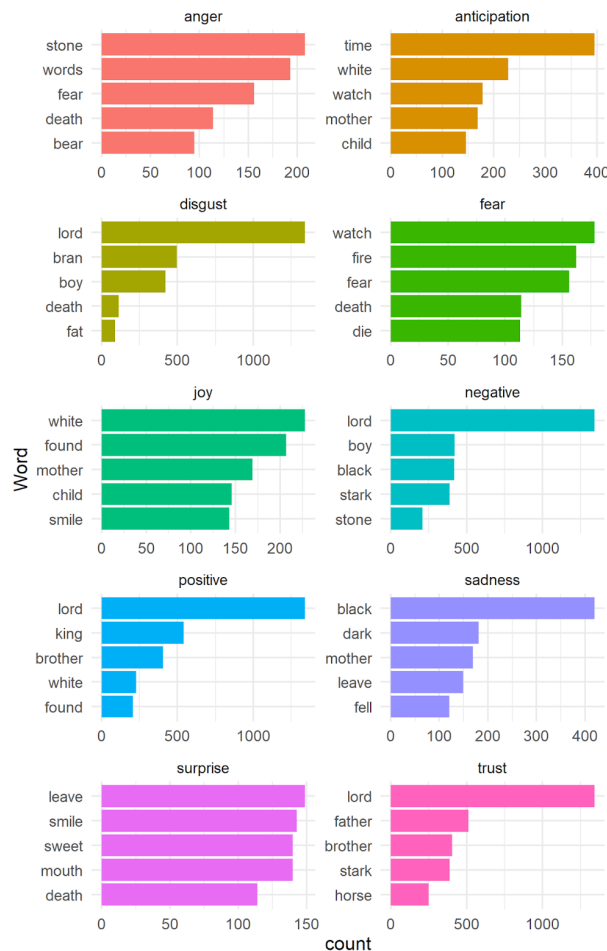 anger
stone
words
fear
death
bear
0 50 100 150 200
anticipation
time
white
watch
mother
child
0 100 200 300 400
disgust
lord
bran
boy
death
fat
0 500 1000
fear
watch
fire
fear
death
die
0 50 100 150
joy
white
found
mother
child
smile
0 50 100 150 200
negative
lord
boy
black
stark
stone
0 500 1000
positive
lord
king
brother
white
found
0 500 1000
sadness
black
dark
mother
leave
fell
0 100 200 300 400
surprise
leave
smile
sweet
mouth
death
0 50 100 150
trust
lord
father
brother
stark
horse
0 500 1000
Word
count